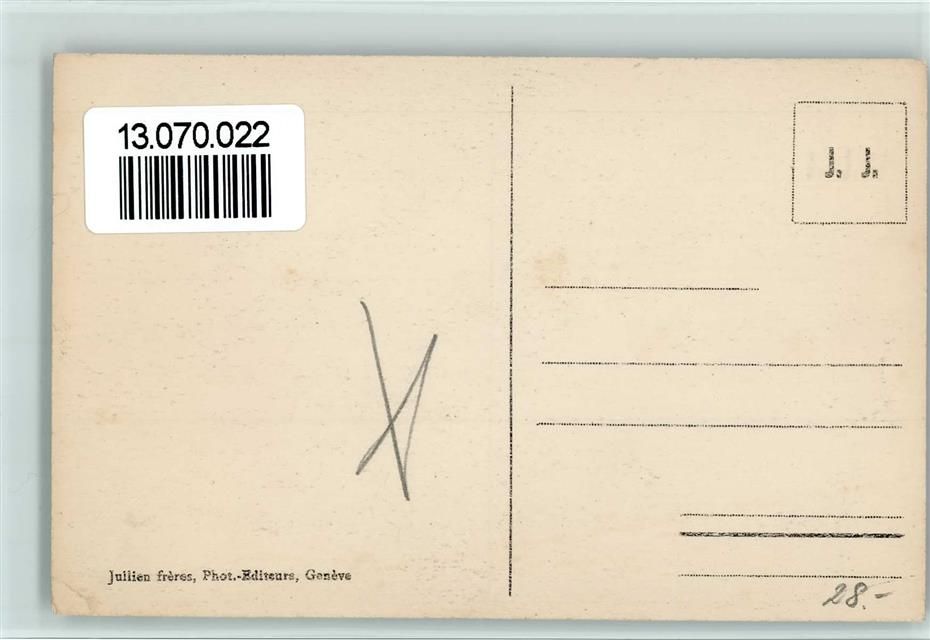 13.070.022
J. J.
Jullien frères, Phot.-Editeurs, Genève
28.-